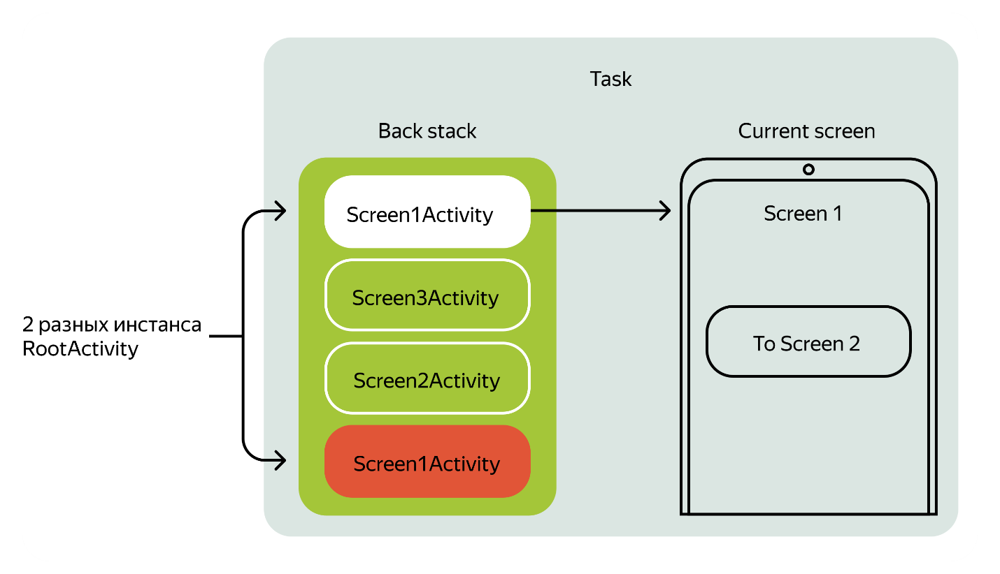 Task
Back stack
Current screen
Screen1Activity
Screen 1
Screen3Activity
2 разных инстанса
RootActivity
To Screen 2
Screen2Activity
Screen1Activity